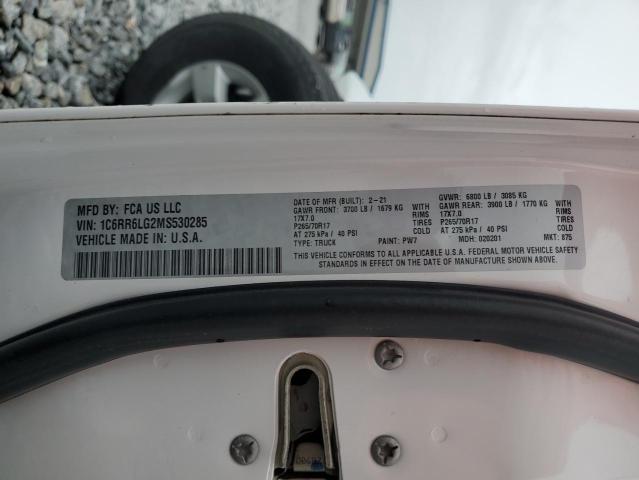 MFD BY: FCA US LLC
VIN: 1C6RR6LG2MS530285
VEHICLE MADE IN U.S.A.
DATE OF MFR (BUILT): 2-21
GAWR FRONT: 3700 LB / 1679 KG WITH
17X7.0 RIM
P265/70R17 TIRES
AT 275 kPa / 40 PSI COLD
TYPE: TRUCK PAINT: PW7
GVWR: 6800 LB / 3085 KG
GAWR REAR: 3900 LB / 1770 KG WITH
17X7.0 RIM
P265/70R17 TIRES
AT 275 kPa / 40 PSI COLD
MDH: 020201 MKT: 875
THIS VEHICLE CONFORMS TO ALL APPLICABLE U.S.A. FEDERAL MOTOR VEHICLE SAFETY
STANDARDS IN EFFECT ON THE DATE OF MANUFACTURE SHOWN ABOVE.